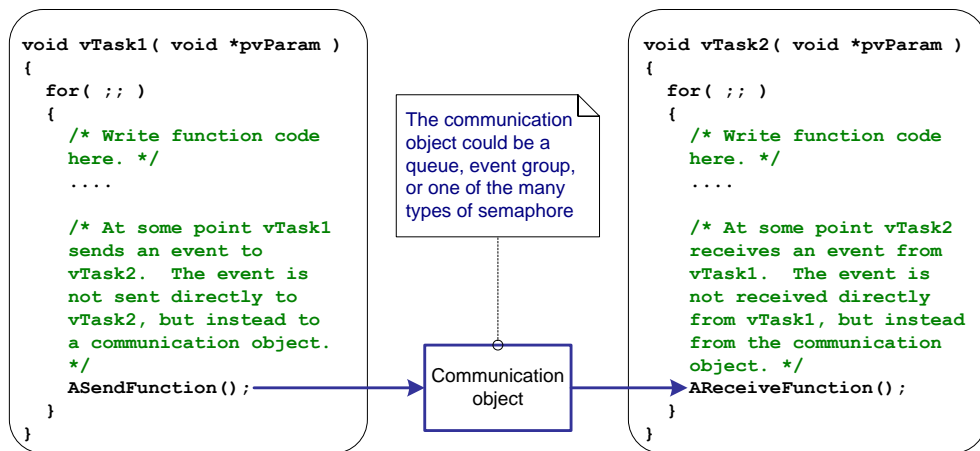 void vTask1( void *pvParam )
{
for( ;; )
{
/* Write function code
here. */
....
/* At some point vTask1
sends an event to
vTask2.  The event is
not sent directly to
vTask2, but instead to
a communication object.
*/
ASendFunction();
}
}
The communication
object could be a
queue, event group,
or one of the many
types of semaphore
Communication
object
void vTask2( void *pvParam )
{
for( ;; )
{
/* Write function code
here. */
....
/* At some point vTask2
receives an event from
vTask1.  The event is
not received directly
from vTask1, but instead
from the communication
object. */
AReceiveFunction();
}
}